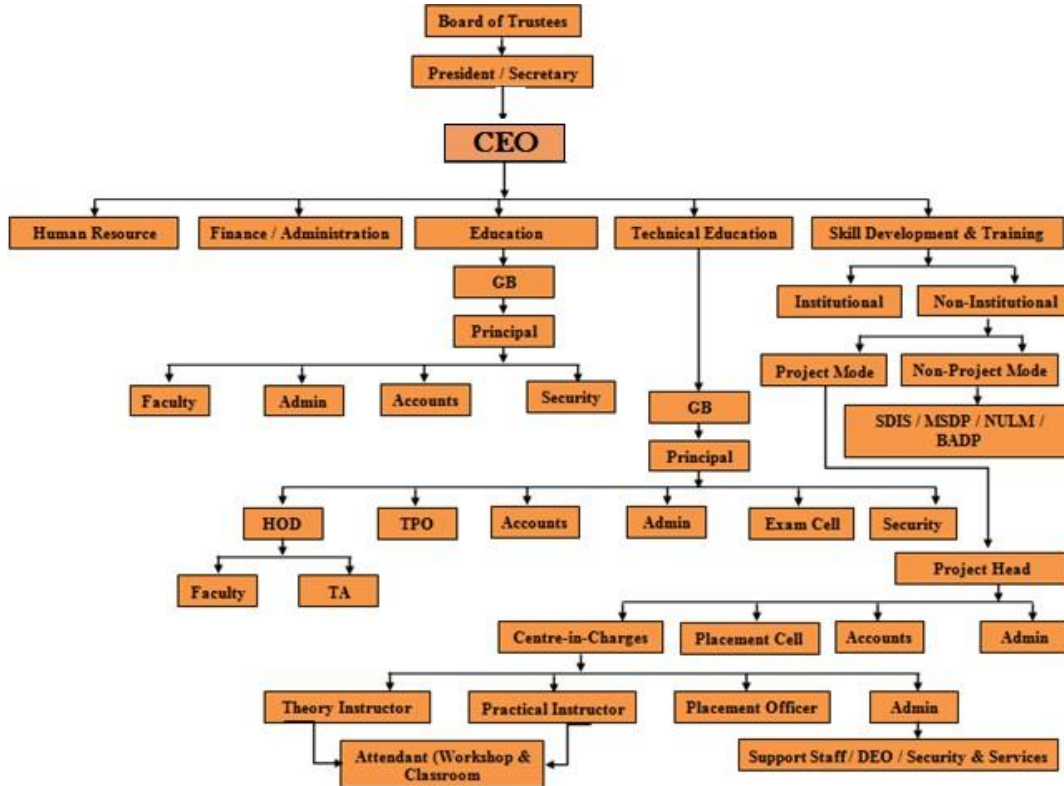 Board of Trustees
President / Secretary
CEO
Human Resource
Finance / Administration
Education
Technical Education
Skill Development & Training
GB
Institutional
Non-Institutional
Principal
Project Mode
Non-Project Mode
Faculty
Admin
Accounts
Security
GB
SDIS / MSDP / NULM /
BADP
Principal
HOD
TPO
Accounts
Admin
Exam Cell
Security
Project Head
Faculty
TA
Centre-in-Charges
Placement Cell
Accounts
Admin
Theory Instructor
Practical Instructor
Placement Officer
Admin
Attendant (Workshop &
Classroom
Support Staff / DEO / Security & Services